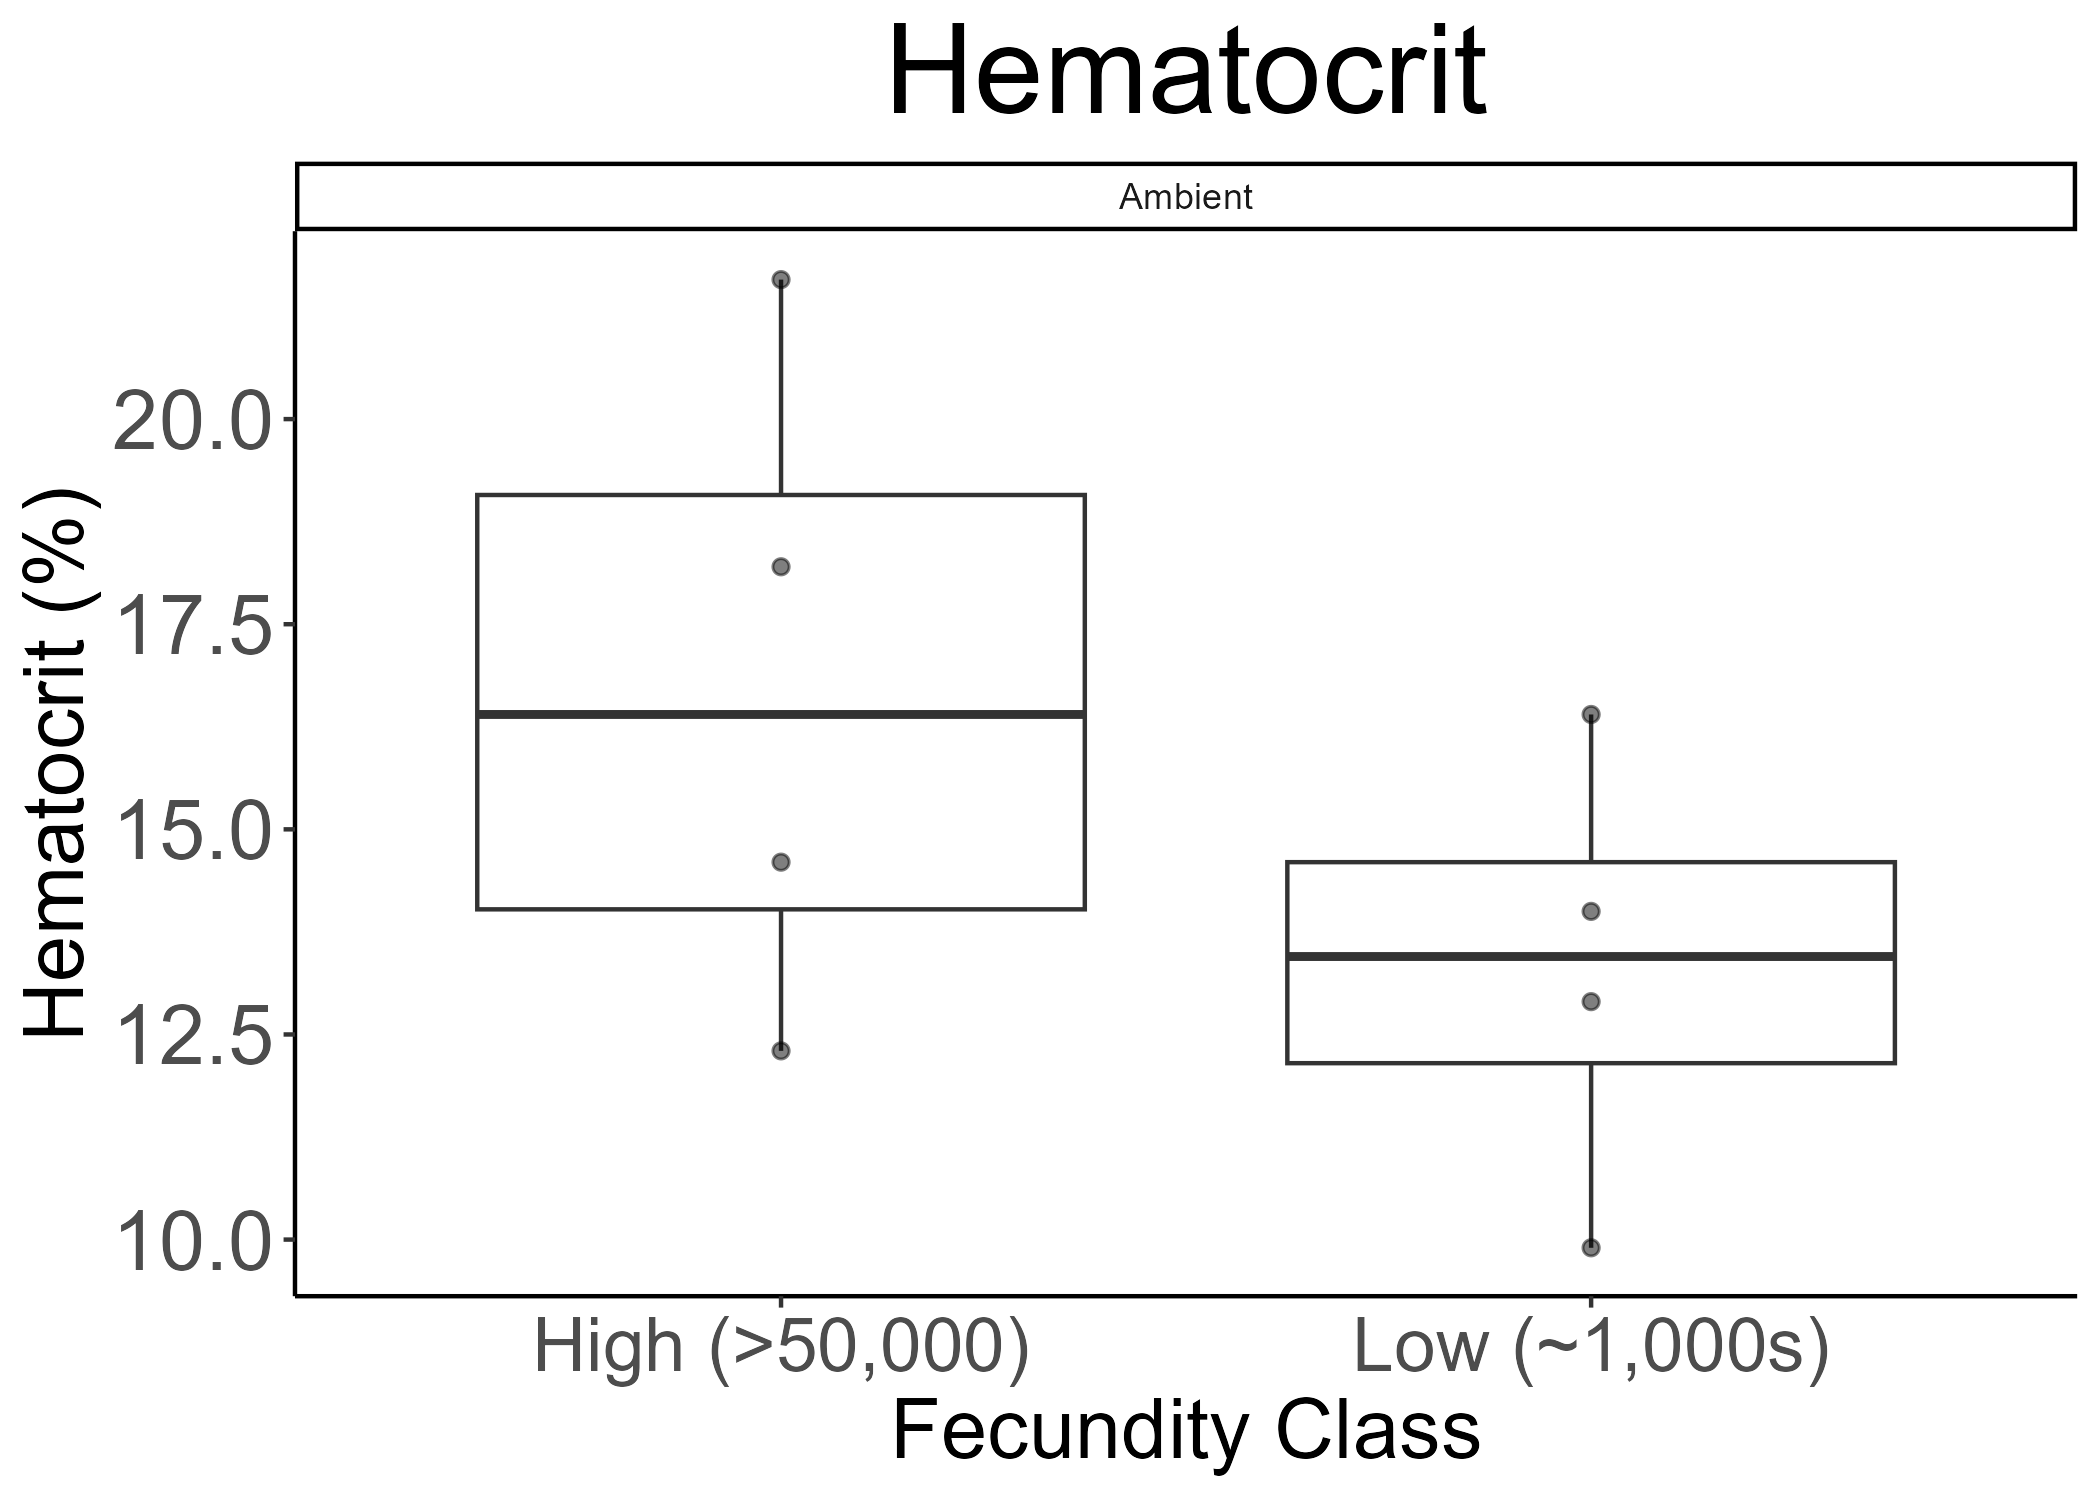 Hematocrit
Ambient
Hematocrit (%)
20.0
17.5
15.0
12.5
10.0
High (>50,000)
Low (~1,000s)
Fecundity Class